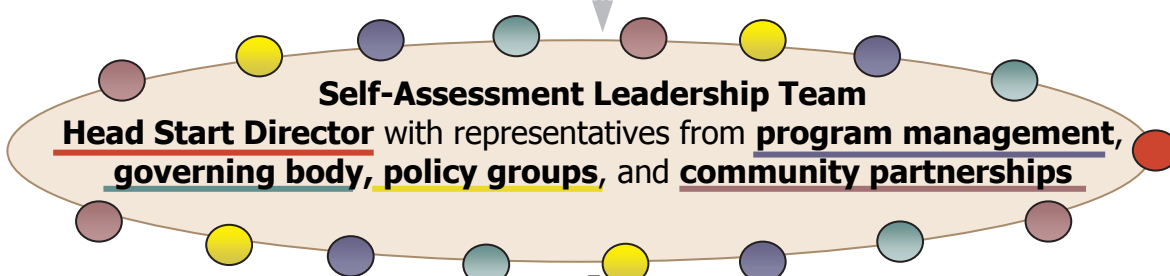 Self-Assessment Leadership Team
Head Start Director with representatives from program management,
governing body, policy groups, and community partnerships